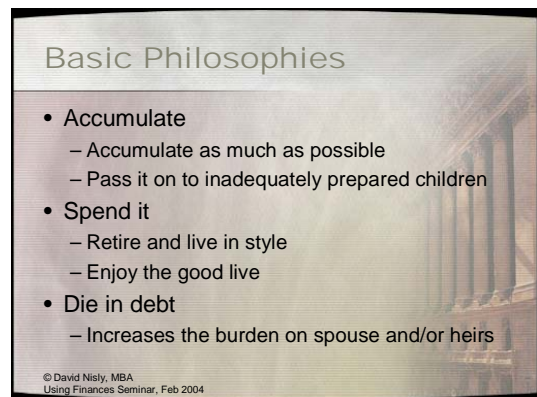 Basic Philosophies
• Accumulate
– Accumulate as much as possible
– Pass it on to inadequately prepared children
• Spend it
– Retire and live in style
– Enjoy the good live
• Die in debt
– Increases the burden on spouse and/or heirs
© David Nisly, MBA
Using Finances Seminar, Feb 2004